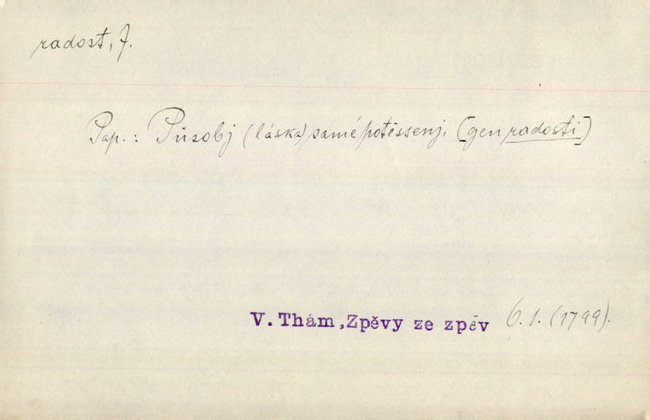 radost, f.
Pap.: Působj (láska) samé potěssenj, [gen radosti]
V. Thám, Zpěvy ze zpěv 6.1. (1799).